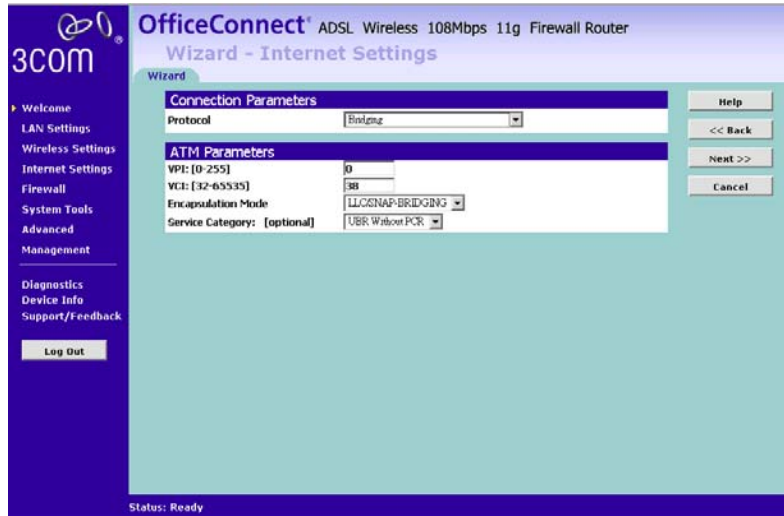 3COM®
OfficeConnect® ADSL Wireless 108Mbps 11g Firewall Router
Wizard - Internet Settings
Wizard
Welcome
LAN Settings
Wireless Settings
Internet Settings
Firewall
System Tools
Advanced
Management
Diagnostics
Device Info
Support/Feedback
Log Out
Connection Parameters
Protocol Bridging
ATM Parameters
VPI: [0-255] 0
VCI: [32-65535] 38
Encapsulation Mode LLC/SNAP-BRIDGING
Service Category: [optional] UBR Without PCR
Help
<< Back
Next >>
Cancel
Status: Ready